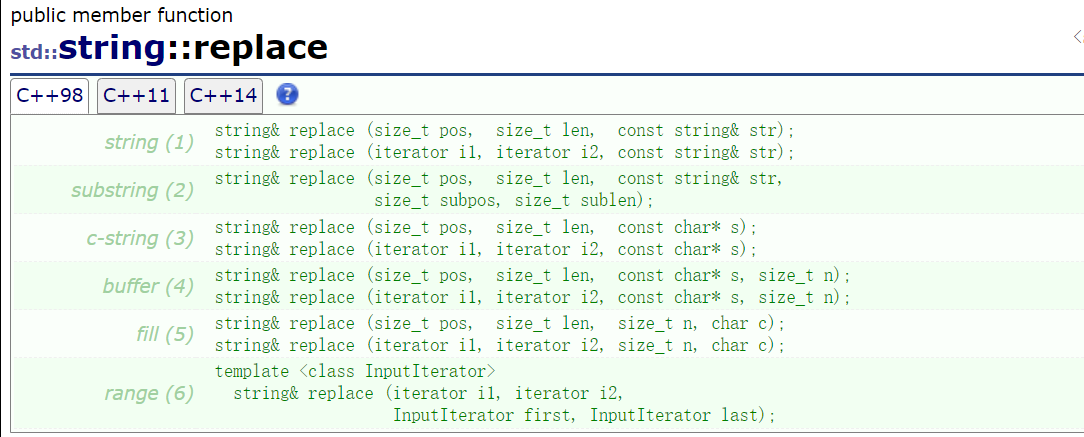 public member function
std::string::replace
C++98 C++11 C++14 ?
string (1) string& replace (size_t pos,  size_t len,  const string& str);
string& replace (iterator i1, iterator i2, const string& str);
substring (2) string& replace (size_t pos,  size_t len,  const string& str,
size_t subpos, size_t sublen);
c-string (3) string& replace (size_t pos,  size_t len,  const char* s);
string& replace (iterator i1, iterator i2, const char* s);
buffer (4) string& replace (size_t pos,  size_t len,  const char* s, size_t n);
string& replace (iterator i1, iterator i2, const char* s, size_t n);
fill (5) string& replace (size_t pos,  size_t len,  size_t n, char c);
string& replace (iterator i1, iterator i2, size_t n, char c);
range (6) template <class InputIterator>
string& replace (iterator i1, iterator i2,
InputIterator first, InputIterator last);